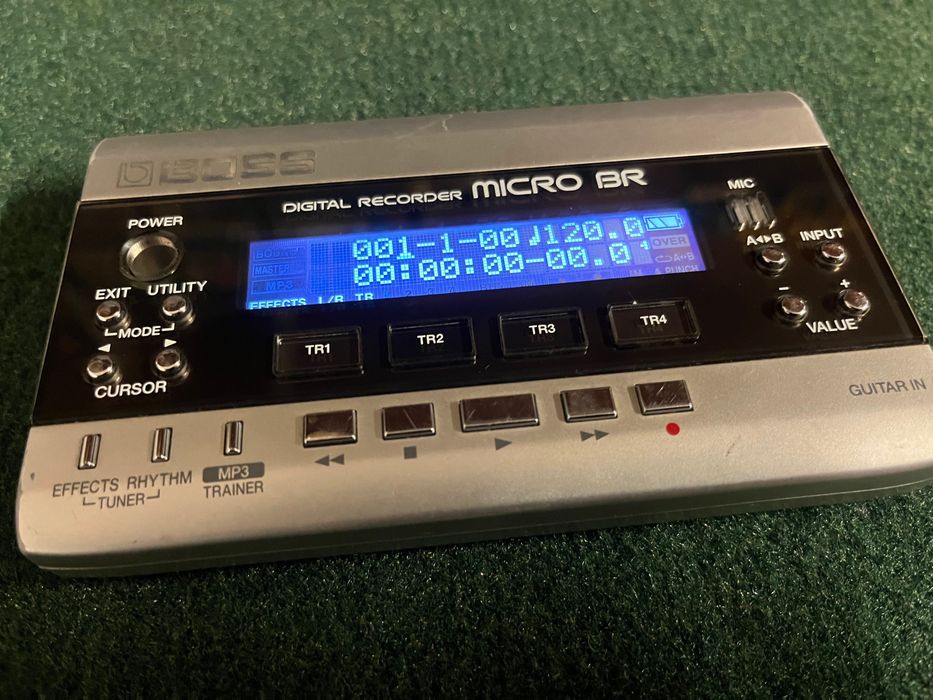 BOSS
DIGITAL RECORDER MICRO BR
POWER
MIC
EXIT UTILITY
MODE
CURSOR
MASTER
MP3
001-1-00♩120.0
00:00:00-00.0
OVER
A↔B
EFFECTS L/R TR
PUNCH
A◄►B INPUT
- +
VALUE
TR1 TR2 TR3 TR4
GUITAR IN
EFFECTS RHYTHM
TUNER
MP3
TRAINER